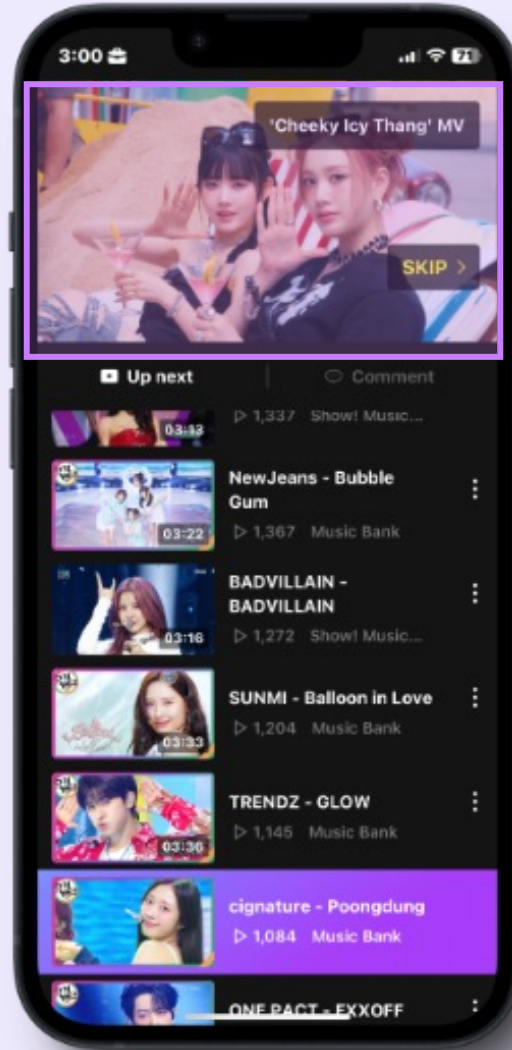 3:00
71
'Cheeky Icy Thang' MV
SKIP >
Up next
Comment
1,337 Show! Music...
03:13
NewJeans - Bubble
Gum
1,367 Music Bank
03:22
BADVILLAIN -
BADVILLAIN
1,272 Show! Music...
03:16
SUNMI - Balloon in Love
1,204 Music Bank
03:33
TRENDZ - GLOW
1,145 Music Bank
03:36
cignature - Poongdung
1,084 Music Bank
ONE PACT - FXXOFF